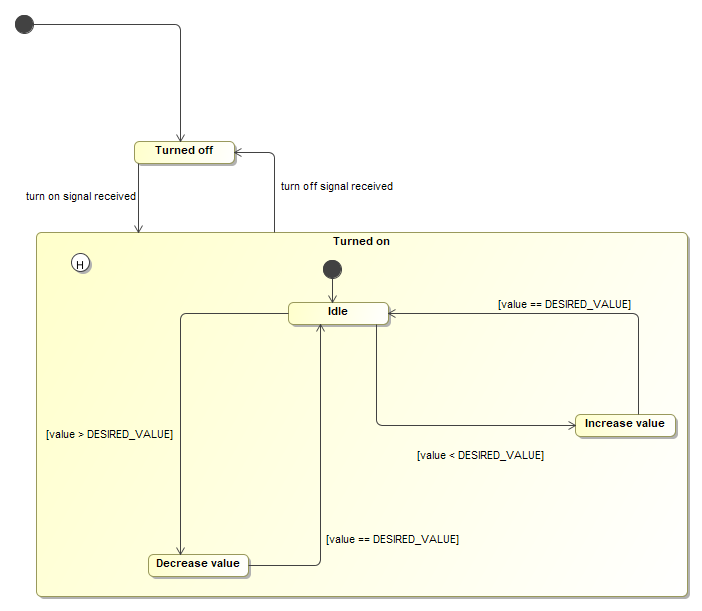 Turned off
turn on signal received
turn off signal received
Turned on
H
Idle
[value == DESIRED_VALUE]
Increase value
[value > DESIRED_VALUE]
[value < DESIRED_VALUE]
[value == DESIRED_VALUE]
Decrease value